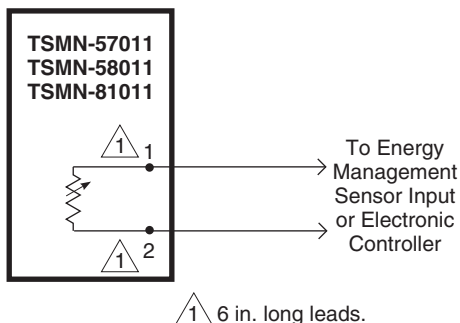 TSMN-57011
TSMN-58011
TSMN-81011
1 1
1 2
To Energy
Management
Sensor Input
or Electronic
Controller
1 6 in. long leads.